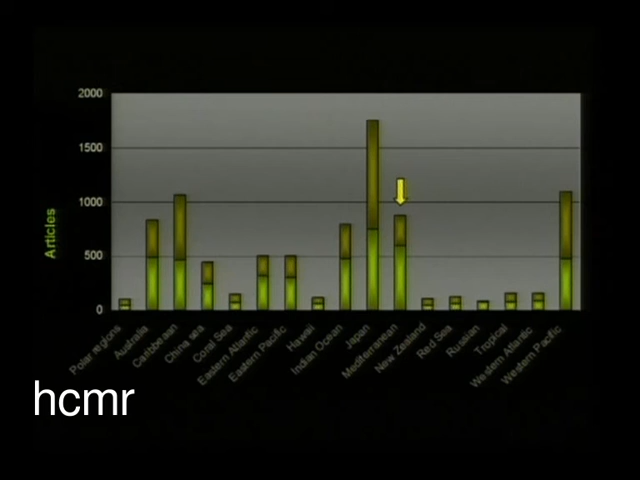 2000
1500
1000
500
0
Articles
Polar regions
Australia
Caribbean
China sea
Coral Sea
Eastern Atlantic
Eastern Pacific
Hawaii
Indian Ocean
Japan
Mediterranean
New Zealand
Red Sea
Russian
Tropical
Western Atlantic
Western Pacific
hcmr